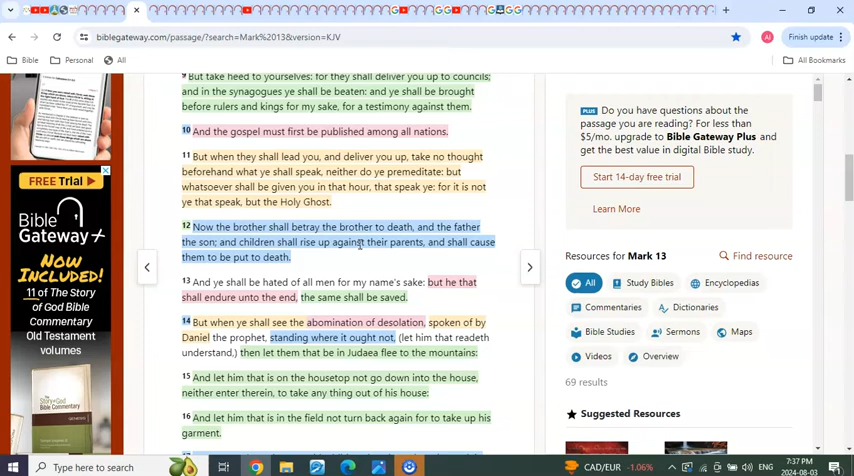 Finish update
biblegateway.com/passage/?search=Mark%2013&version=KJV
AI
Bible
Personal
All
All Bookmarks
9 But take heed to yourselves: for they shall deliver you up to councils;
and in the synagogues ye shall be beaten: and ye shall be brought
before rulers and kings for my sake, for a testimony against them.
10 And the gospel must first be published among all nations.
11 But when they shall lead you, and deliver you up, take no thought
beforehand what ye shall speak, neither do ye premeditate: but
whatsoever shall be given you in that hour, that speak ye: for it is not
ye that speak, but the Holy Ghost.
12 Now the brother shall betray the brother to death, and the father
the son; and children shall rise up against their parents, and shall cause
them to be put to death.
13 And ye shall be hated of all men for my name's sake: but he that
shall endure unto the end, the same shall be saved.
14 But when ye shall see the abomination of desolation, spoken of by
Daniel the prophet, standing where it ought not, (let him that readeth
understand,) then let them that be in Judaea flee to the mountains:
15 And let him that is on the housetop not go down into the house,
neither enter therein, to take any thing out of his house:
16 And let him that is in the field not turn back again for to take up his
garment.
FREE Trial
Bible
Gateway+
NOW
INCLUDED!
11 of The Story
of God Bible
Commentary
Old Testament
volumes
GENESIS
PLUS Do you have questions about the
passage you are reading? For less than
$5/mo. upgrade to Bible Gateway Plus and
get the best value in digital Bible study.
Start 14-day free trial
Learn More
Resources for Mark 13
Find resource
All
Study Bibles
Encyclopedias
Commentaries
Dictionaries
Bible Studies
Sermons
Maps
Videos
Overview
69 results
Suggested Resources
Type here to search
CAD/EUR -1.06%
ENG
7:37 PM
2024-08-03